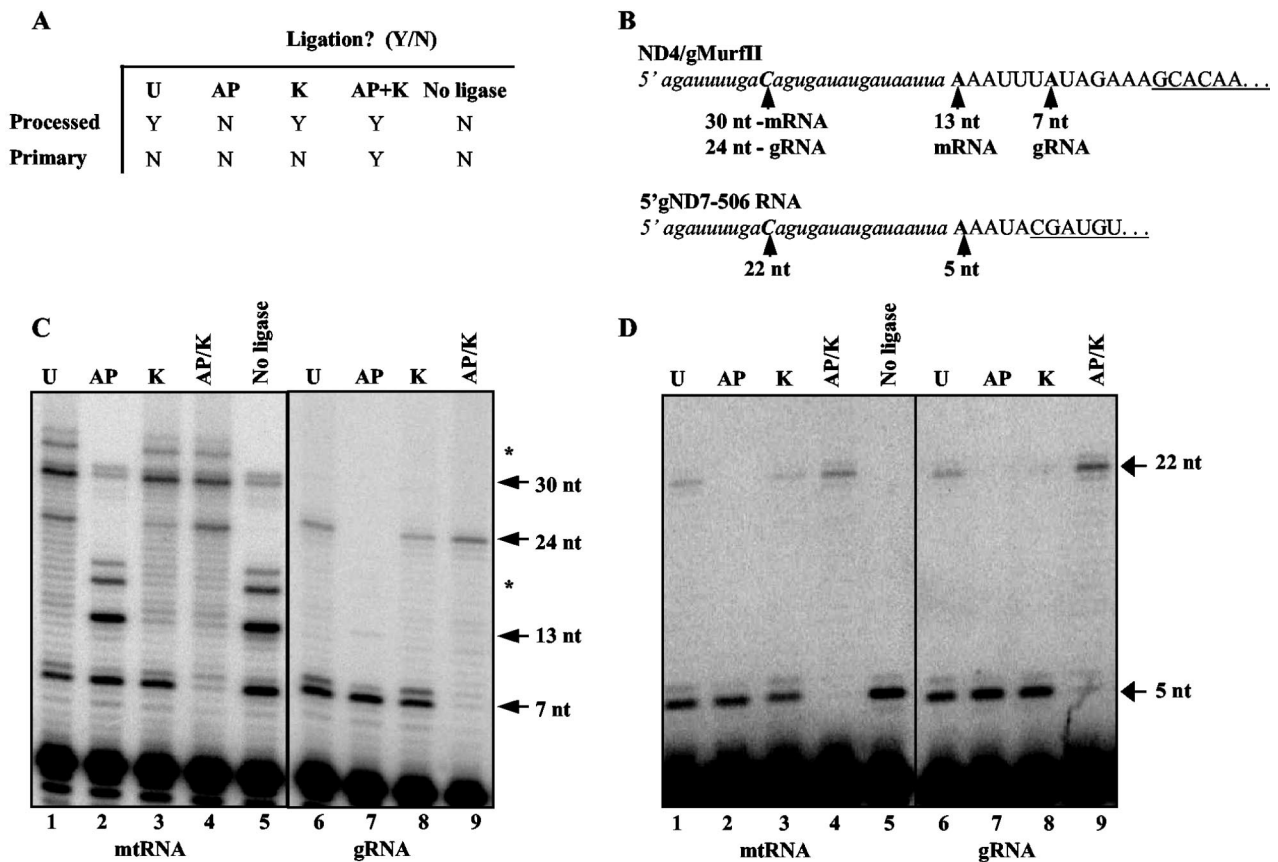 A
Ligation? (Y/N)
U AP K AP+K No ligase
Processed Y N Y Y N
Primary N N N Y N
B
ND4/gMurfII
5' agauuuugaCagugauaugauaauuua AAAUUUAUAGAAAGCACAA...
30 nt -mRNA 13 nt 7 nt
24 nt - gRNA mRNA gRNA
5'gND7-506 RNA
5' agauuuugaCagugauaugauaauuua AAAUACGAUGU...
22 nt 5 nt
C
U AP K AP/K No ligase U AP K AP/K
*
30 nt
24 nt
*
13 nt
7 nt
1 2 3 4 5 6 7 8 9
mtRNA gRNA
D
U AP K AP/K No ligase U AP K AP/K
22 nt
5 nt
1 2 3 4 5 6 7 8 9
mtRNA gRNA